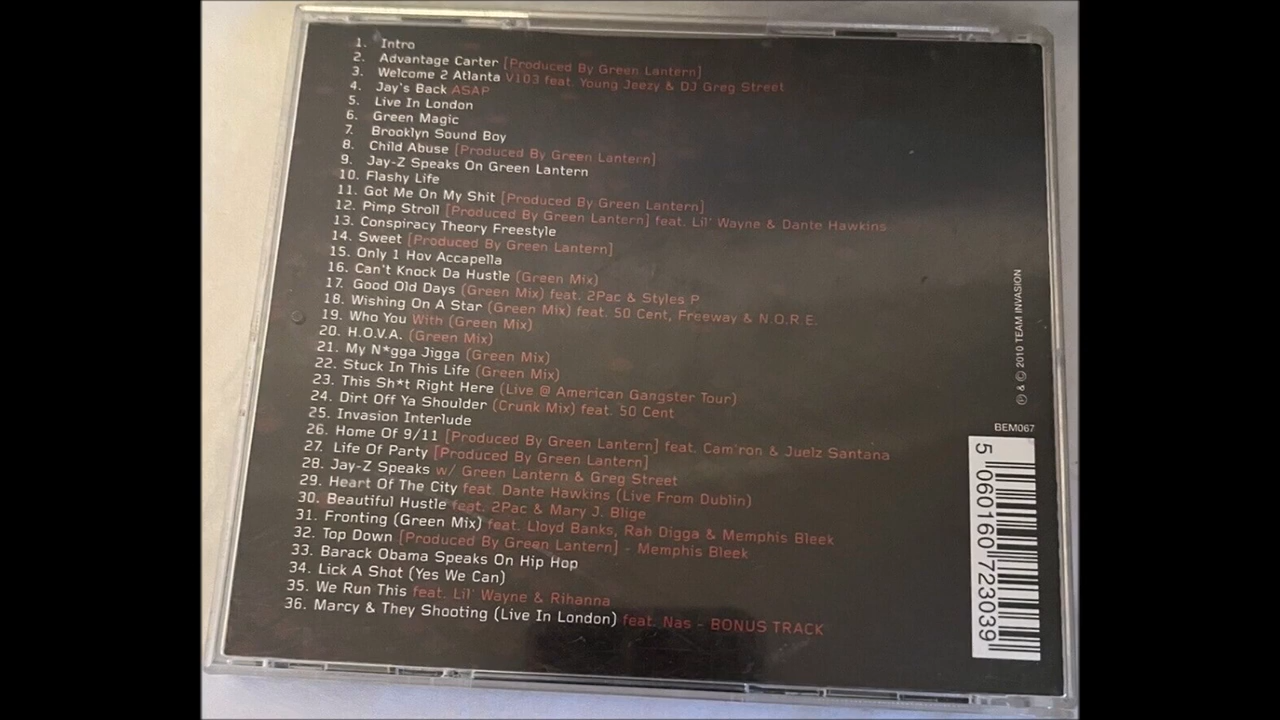 1. Intro
2. Advantage Carter [Produced By Green Lantern]
3. Welcome 2 Atlanta V103 feat. Young Jeezy & DJ Greg Street
4. Jay's Back ASAP
5. Live In London
6. Green Magic
7. Brooklyn Sound Boy
8. Child Abuse [Produced By Green Lantern]
9. Jay-Z Speaks On Green Lantern
10. Flashy Life
11. Got Me On My Shit [Produced By Green Lantern]
12. Pimp Stroll [Produced By Green Lantern] feat. Lil' Wayne & Dante Hawkins
13. Conspiracy Theory Freestyle
14. Sweet [Produced By Green Lantern]
15. Only 1 Hov Accapella
16. Can't Knock Da Hustle (Green Mix)
17. Good Old Days (Green Mix) feat. 2Pac & Styles P
18. Wishing On A Star (Green Mix) feat. 50 Cent, Freeway & N.O.R.E.
19. Who You With (Green Mix)
20. H.O.V.A. (Green Mix)
21. My N*gga Jigga (Green Mix)
22. Stuck In This Life (Green Mix)
23. This Sh*t Right Here (Live @ American Gangster Tour)
24. Dirt Off Ya Shoulder (Crunk Mix) feat. 50 Cent
25. Invasion Interlude
26. Home Of 9/11 [Produced By Green Lantern] feat. Cam'ron & Juelz Santana
27. Life Of Party [Produced By Green Lantern]
28. Jay-Z Speaks w/ Green Lantern & Greg Street
29. Heart Of The City feat. Dante Hawkins (Live From Dublin)
30. Beautiful Hustle feat. 2Pac & Mary J. Blige
31. Fronting (Green Mix) feat. Lloyd Banks, Rah Digga & Memphis Bleek
32. Top Down [Produced By Green Lantern] - Memphis Bleek
33. Barack Obama Speaks On Hip Hop
34. Lick A Shot (Yes We Can)
35. We Run This feat. Lil' Wayne & Rihanna
36. Marcy & They Shooting (Live In London) feat. Nas - BONUS TRACK
℗ & © 2010 TEAM INVASION
BEM067
5 060160 723039